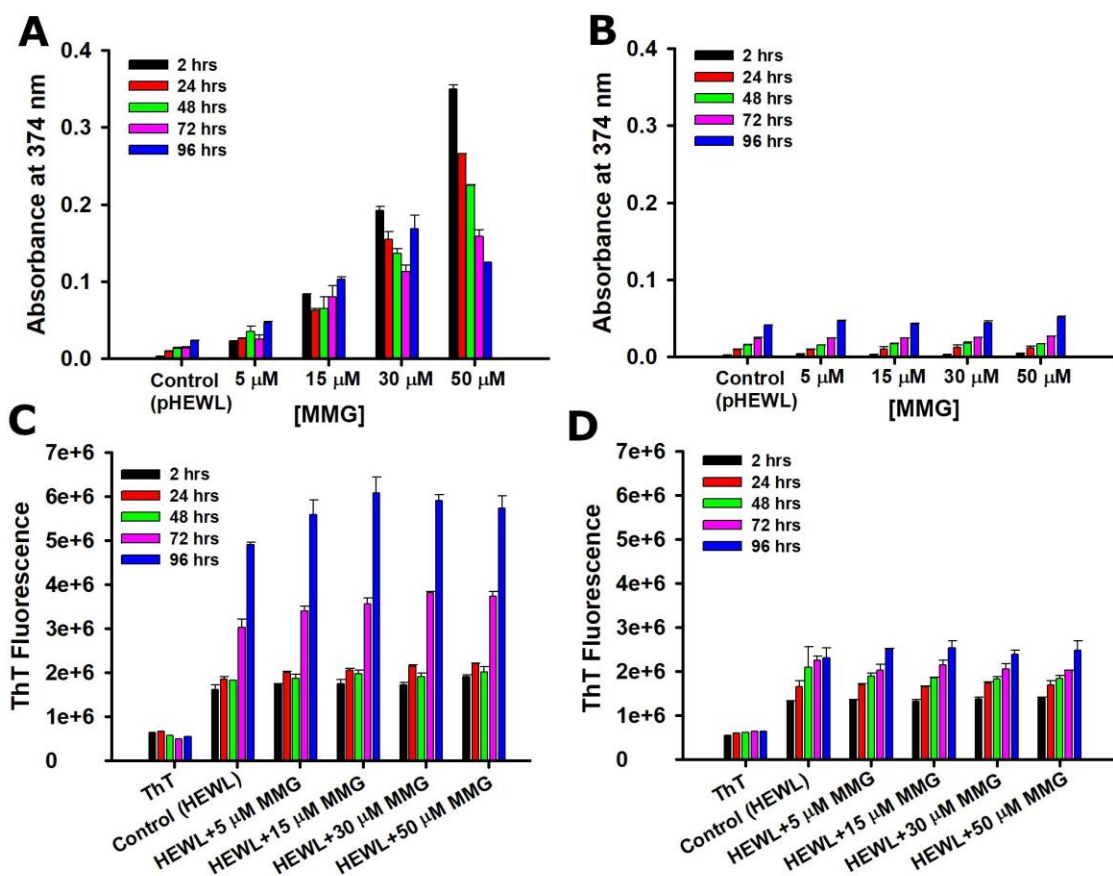 A
Absorbance at 374 nm
0.4
0.3
0.2
0.1
0.0
2 hrs
24 hrs
48 hrs
72 hrs
96 hrs
Control
(pHEWL)
5 μM
15 μM
30 μM
50 μM
[MMG]
B
Absorbance at 374 nm
0.4
0.3
0.2
0.1
0.0
2 hrs
24 hrs
48 hrs
72 hrs
96 hrs
Control
(pHEWL)
5 μM
15 μM
30 μM
50 μM
[MMG]
C
ThT Fluorescence
7e+6
6e+6
5e+6
4e+6
3e+6
2e+6
1e+6
0
2 hrs
24 hrs
48 hrs
72 hrs
96 hrs
ThT
Control (HEWL)
HEWL+5 μM MMG
HEWL+15 μM MMG
HEWL+30 μM MMG
HEWL+50 μM MMG
D
ThT Fluorescence
7e+6
6e+6
5e+6
4e+6
3e+6
2e+6
1e+6
0
2 hrs
24 hrs
48 hrs
72 hrs
96 hrs
ThT
Control (HEWL)
HEWL+5 μM MMG
HEWL+15 μM MMG
HEWL+30 μM MMG
HEWL+50 μM MMG